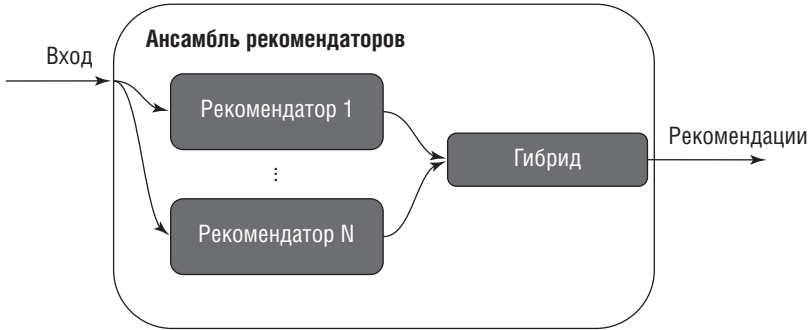 Ансамбль рекомендаторов
Вход
Рекомендатор 1
...
Рекомендатор N
Гибрид
Рекомендации